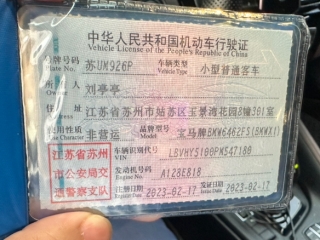 中华人民共和国机动车行驶证
Vehicle License of the People's Republic of China
号牌号码 苏UM926P 车辆类型 小型普通客车
Plate No. Vehicle Type
所有人 刘亭亭
Owner
住址 江苏省苏州市姑苏区玉景湾花园8幢301室
Address
使用性质 非营运 品牌型号 宝马牌BMW6462FS(BMWX1)
Use Character Model
江苏省苏州市公安局交通警察支队
车辆识别代号 LBVHY5100PM547186
VIN
发动机号码 A128E818
Engine No.
注册日期 2023-02-17 发证日期 2023-02-17
Register Date Issue Date